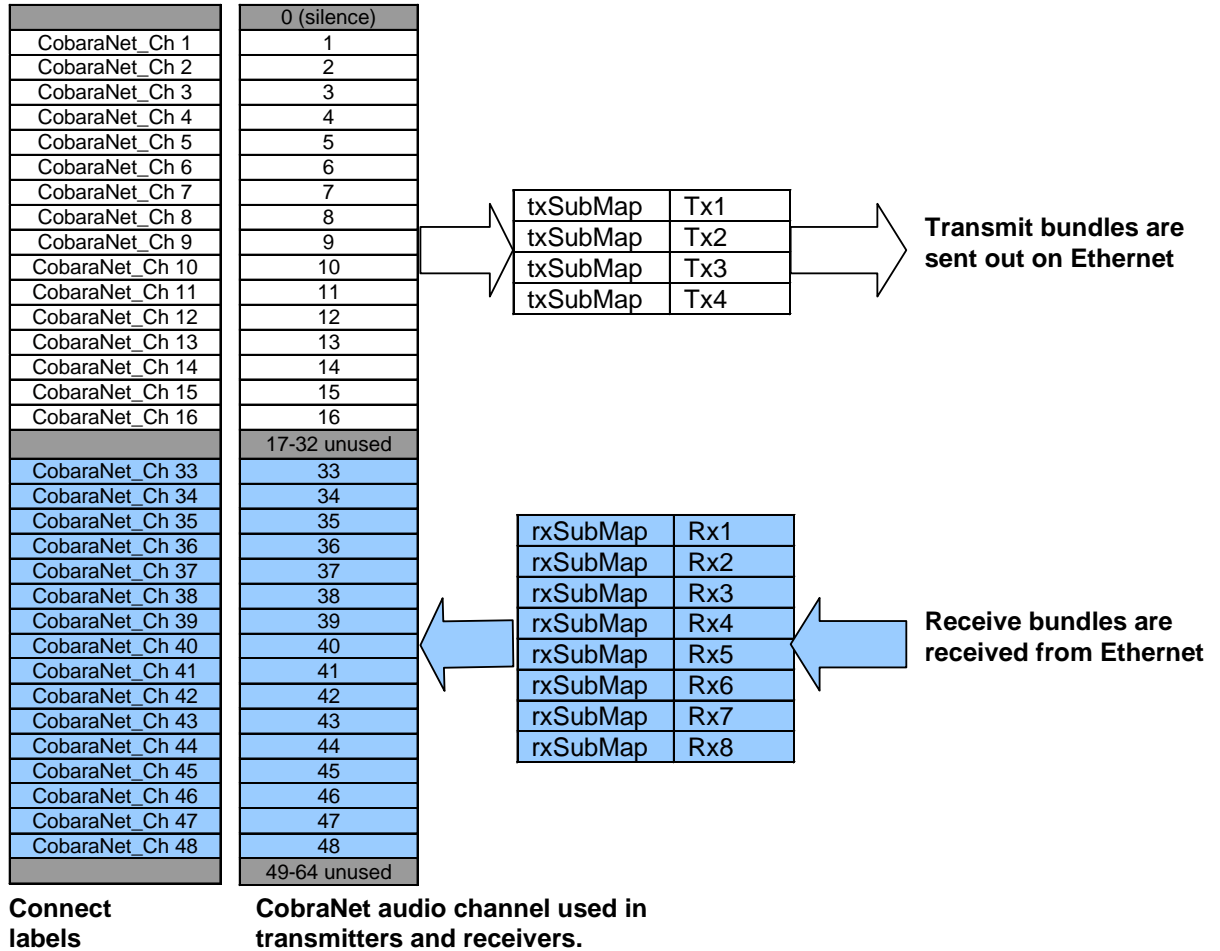 0 (silence)
CobaraNet_Ch 1 1
CobaraNet_Ch 2 2
CobaraNet_Ch 3 3
CobaraNet_Ch 4 4
CobaraNet_Ch 5 5
CobaraNet_Ch 6 6
CobaraNet_Ch 7 7
CobaraNet_Ch 8 8
CobaraNet_Ch 9 9
CobaraNet_Ch 10 10
CobaraNet_Ch 11 11
CobaraNet_Ch 12 12
CobaraNet_Ch 13 13
CobaraNet_Ch 14 14
CobaraNet_Ch 15 15
CobaraNet_Ch 16 16
17-32 unused
CobaraNet_Ch 33 33
CobaraNet_Ch 34 34
CobaraNet_Ch 35 35
CobaraNet_Ch 36 36
CobaraNet_Ch 37 37
CobaraNet_Ch 38 38
CobaraNet_Ch 39 39
CobaraNet_Ch 40 40
CobaraNet_Ch 41 41
CobaraNet_Ch 42 42
CobaraNet_Ch 43 43
CobaraNet_Ch 44 44
CobaraNet_Ch 45 45
CobaraNet_Ch 46 46
CobaraNet_Ch 47 47
CobaraNet_Ch 48 48
49-64 unused
Connect
labels
CobraNet audio channel used in
transmitters and receivers.
txSubMap Tx1
txSubMap Tx2
txSubMap Tx3
txSubMap Tx4
Transmit bundles are
sent out on Ethernet
rxSubMap Rx1
rxSubMap Rx2
rxSubMap Rx3
rxSubMap Rx4
rxSubMap Rx5
rxSubMap Rx6
rxSubMap Rx7
rxSubMap Rx8
Receive bundles are
received from Ethernet